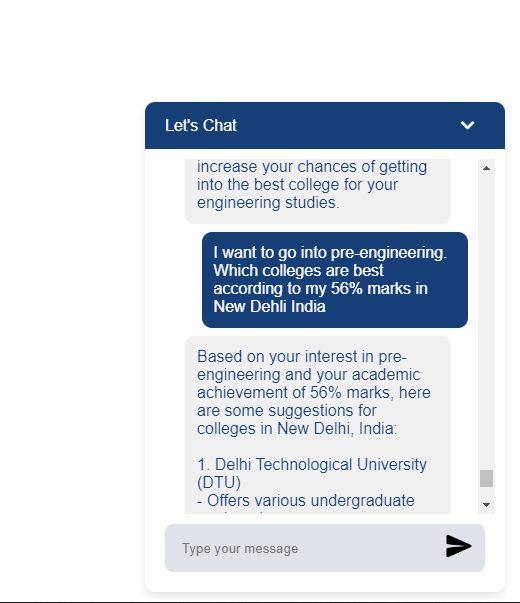 Let's Chat
increase your chances of getting
into the best college for your
engineering studies.
I want to go into pre-engineering.
Which colleges are best
according to my 56% marks in
New Dehli India
Based on your interest in pre-
engineering and your academic
achievement of 56% marks, here
are some suggestions for
colleges in New Delhi, India:
1. Delhi Technological University
(DTU)
- Offers various undergraduate
Type your message